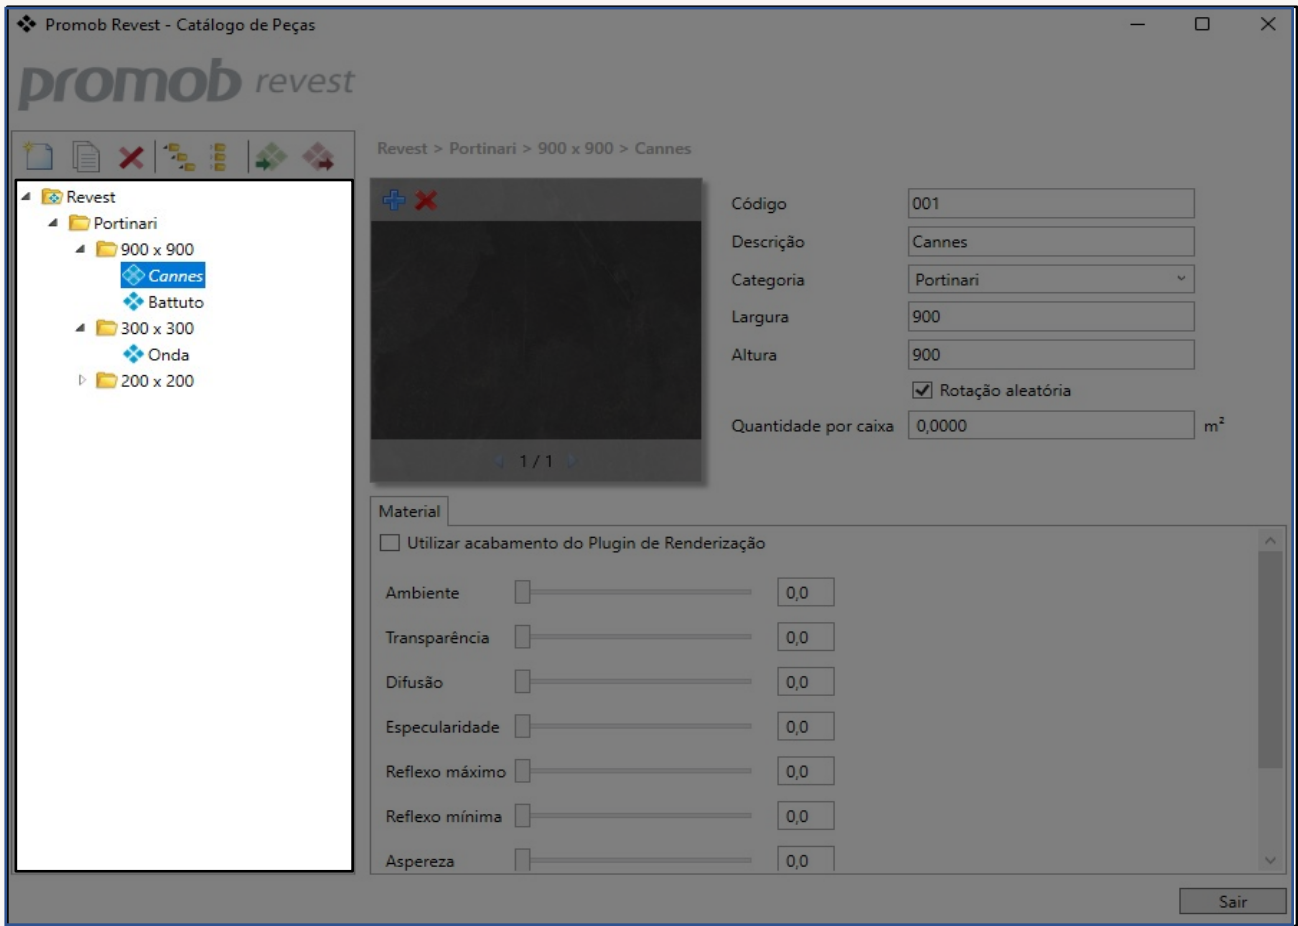 Promob Revest - Catálogo de Peças
promob revest
Revest > Portinari > 900 x 900 > Cannes
Revest
Portinari
900 x 900
Cannes
Battuto
300 x 300
Onda
200 x 200
1 / 1
Código 001
Descrição Cannes
Categoria Portinari
Largura 900
Altura 900
Rotação aleatória
Quantidade por caixa 0,0000 m²
Material
Utilizar acabamento do Plugin de Renderização
Ambiente 0,0
Transparência 0,0
Difusão 0,0
Especularidade 0,0
Reflexo máximo 0,0
Reflexo mínima 0,0
Aspereza 0,0
Sair